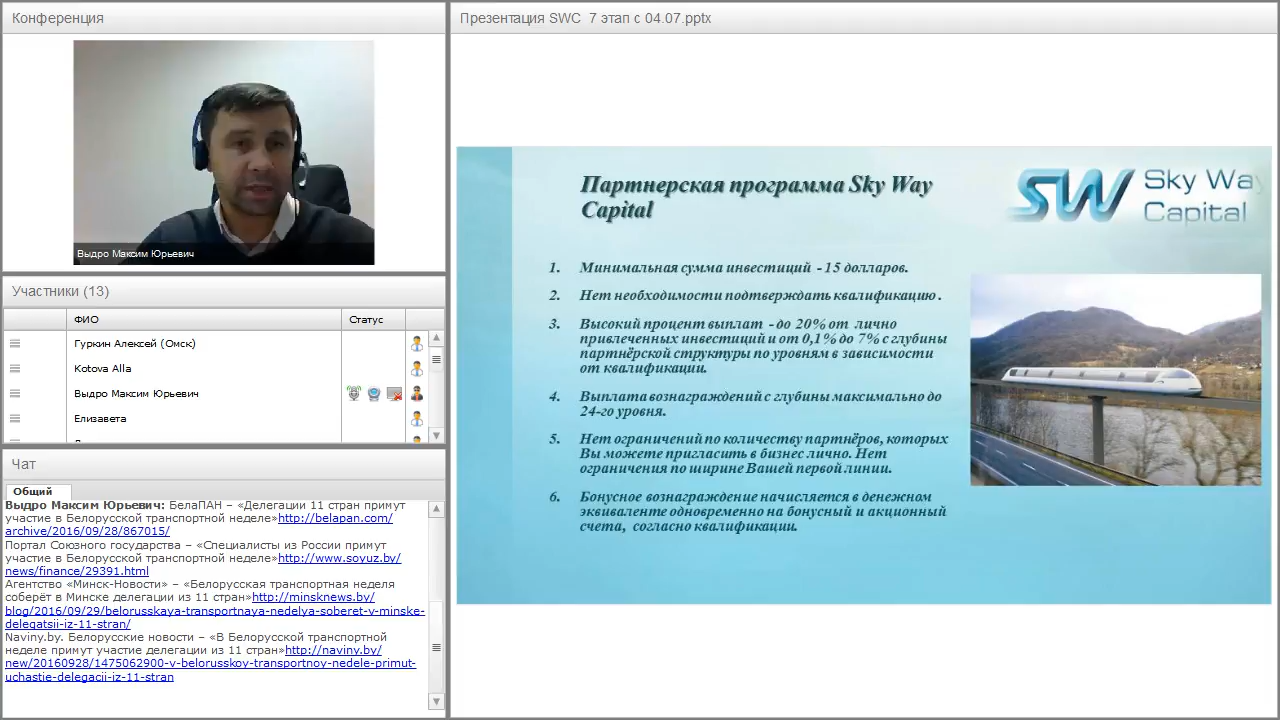 Конференция
Выдро Максим Юрьевич
Участники (13)
ФИО
Статус
Гуркин Алексей (Омск)
Kotova Alla
Выдро Максим Юрьевич
Елизавета
Чат
Общий
Выдро Максим Юрьевич: БелаПАН – «Делегации 11 стран примут
участие в Белорусской транспортной неделе»http://belapan.com/
archive/2016/09/28/867015/
Портал Союзного государства – «Специалисты из России примут
участие в Белорусской транспортной неделе»http://www.soyuz.by/
news/finance/29391.html
Агентство «Минск-Новости» – «Белорусская транспортная неделя
соберёт в Минске делегации из 11 стран»http://minsknews.by/
blog/2016/09/29/belorusskaya-transportnaya-nedelya-soberet-v-minske-
delegatsii-iz-11-stran/
Naviny.by. Белорусские новости – «В Белорусской транспортной
неделе примут участие делегации из 11 стран»http://naviny.by/
new/20160928/1475062900-v-belorusskoy-transportnoy-nedele-primut-
uchastie-delegacii-iz-11-stran
Презентация SWC 7 этап с 04.07.pptx
Партнерская программа Sky Way
Capital
SW Sky Way
Capital
1. Минимальная сумма инвестиций - 15 долларов.
2. Нет необходимости подтверждать квалификацию .
3. Высокий процент выплат - до 20% от лично
привлеченных инвестиций и от 0,1% до 7% с глубины
партнёрской структуры по уровням в зависимости
от квалификации.
4. Выплата вознаграждений с глубины максимально до
24-го уровня.
5. Нет ограничений по количеству партнёров, которых
Вы можете пригласить в бизнес лично. Нет
ограничения по ширине Вашей первой линии.
6. Бонусное вознаграждение начисляется в денежном
эквиваленте одновременно на бонусный и акционный
счета, согласно квалификации.